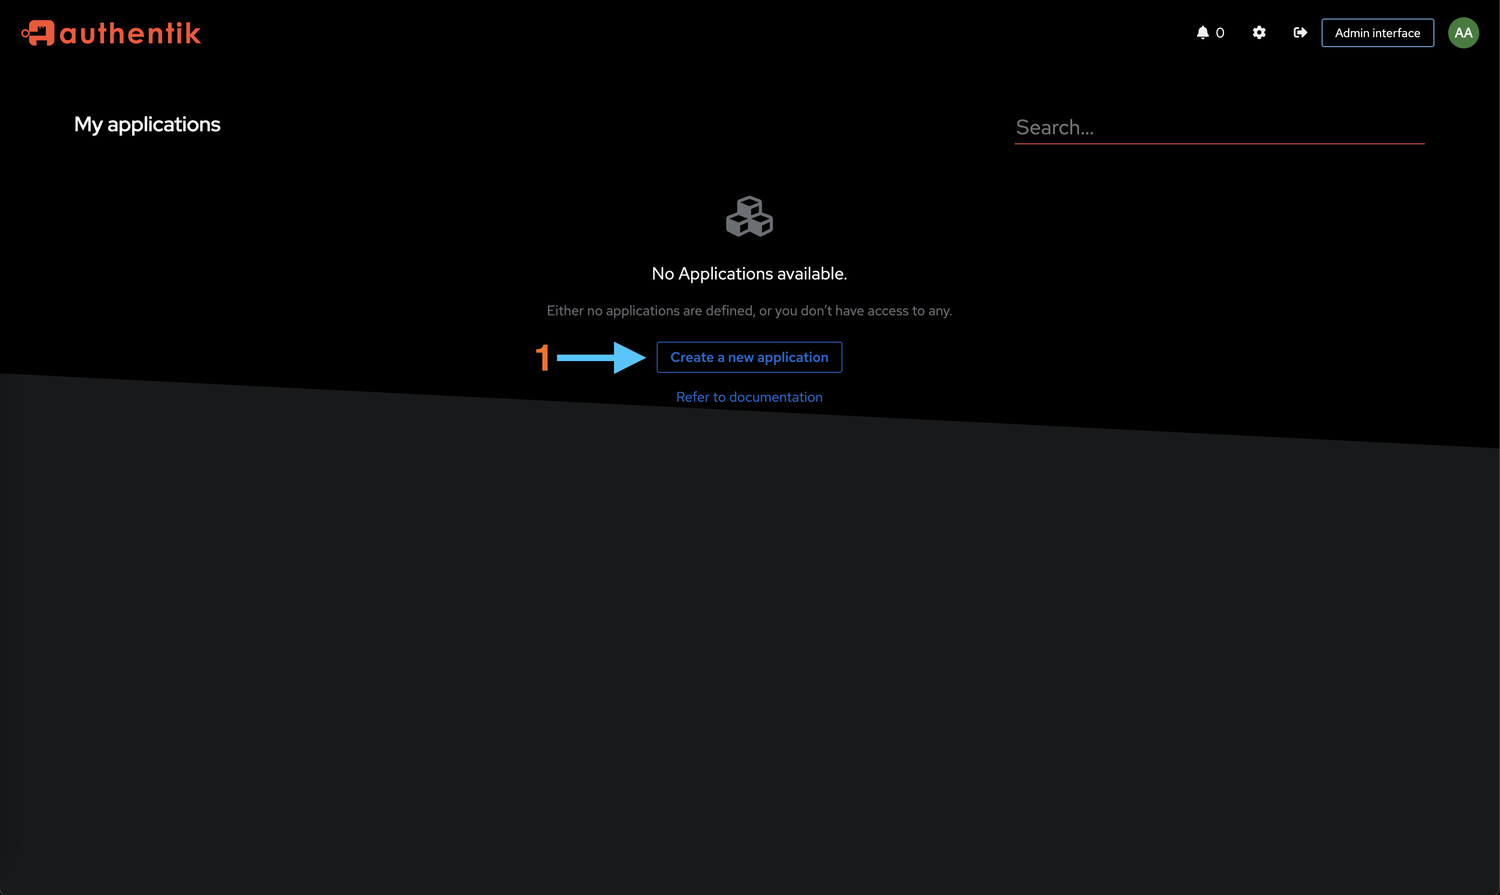 authentik
0
Admin interface
AA
My applications
Search...
No Applications available.
Either no applications are defined, or you don't have access to any.
1
Create a new application
Refer to documentation